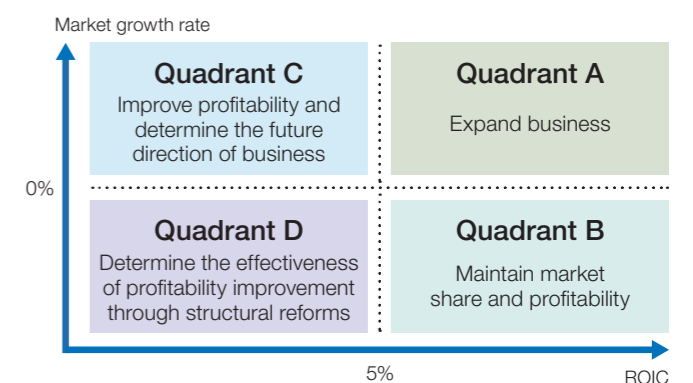 Market growth rate
Quadrant C
Improve profitability and
determine the future
direction of business
Quadrant A
Expand business
0%
Quadrant D
Determine the effectiveness
of profitability improvement
through structural reforms
Quadrant B
Maintain market
share and profitability
5%
ROIC